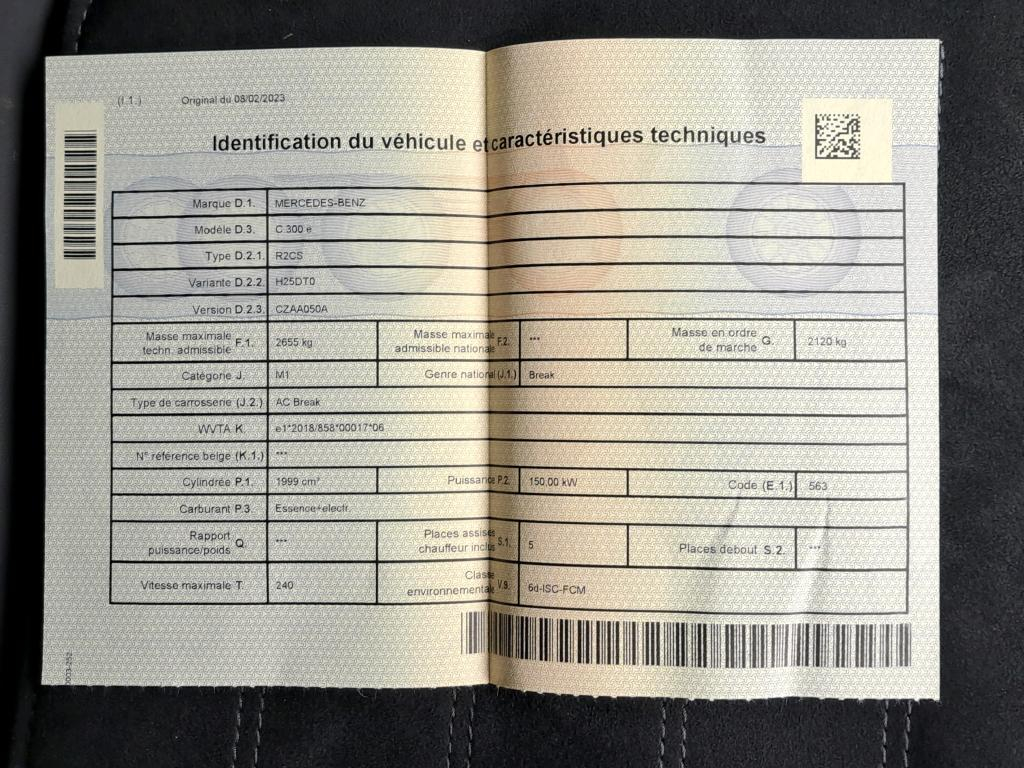 (I.1.) Original du 08/02/2023
Identification du véhicule et caractéristiques techniques
Marque D.1. MERCEDES-BENZ
Modèle D.3. C 300 e
Type D.2.1. R2CS
Variante D.2.2. H25DT0
Version D.2.3. CZAA050A
Masse maximale techn. admissible F.1. 2655 kg Masse maximale admissible nationale F.2. *** Masse en ordre de marche G. 2120 kg
Catégorie J. M1 Genre national (J.1.) Break
Type de carrosserie (J.2.) AC Break
WVTA K. e1*2018/858*00017*06
N° référence belge (K.1.) ***
Cylindrée P.1. 1999 cm³ Puissance P.2. 150.00 kW Code (E.1.) 563
Carburant P.3. Essence+electr.
Rapport puissance/poids Q. *** Places assises chauffeur inclus S.1. 5 Places debout S.2. ***
Vitesse maximale T. 240 Classe environnementale V.9. 6d-ISC-FCM
0003-252